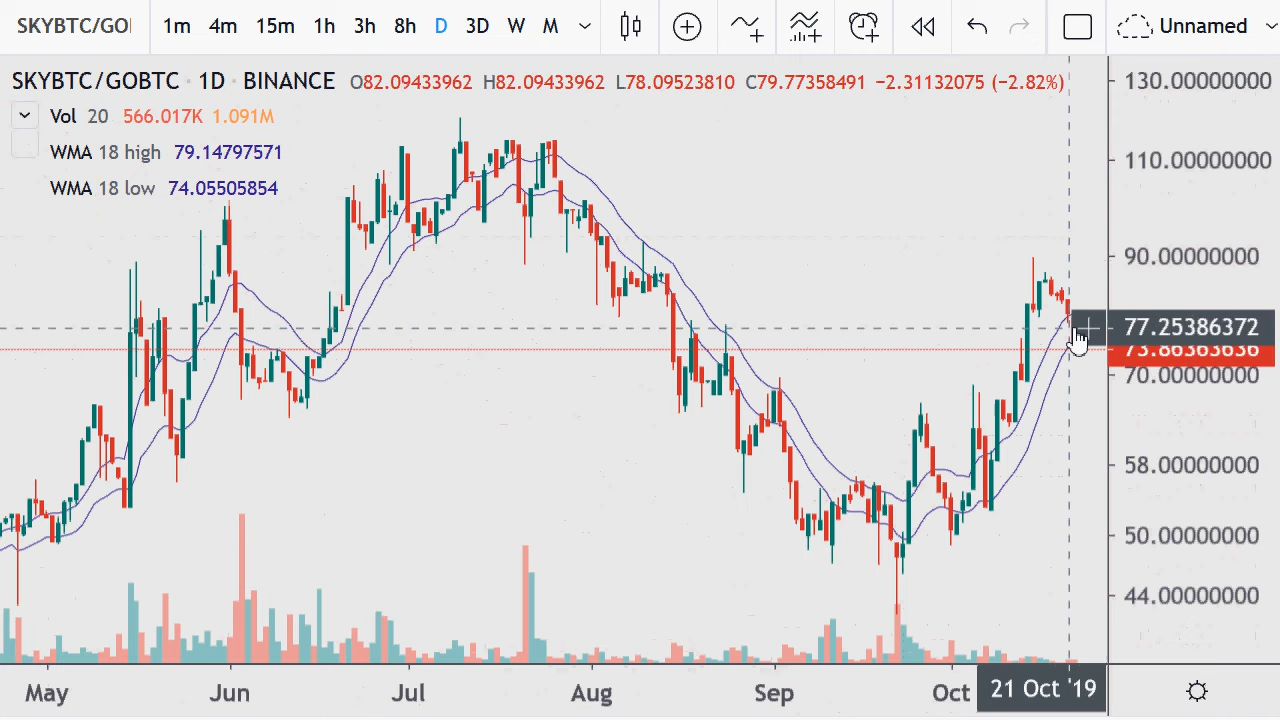 SKYBTC/GO 1m 4m 15m 1h 3h 8h D 3D W M Unnamed
SKYBTC/GOBTC · 1D · BINANCE O82.09433962 H82.09433962 L78.09523810 C79.77358491 −2.31132075 (−2.82%)
Vol 20 566.017K 1.091M
WMA 18 high 79.14797571
WMA 18 low 74.05505854
130.00000000
110.00000000
90.00000000
77.25386372
73.86363636
70.00000000
58.00000000
50.00000000
44.00000000
May Jun Jul Aug Sep Oct 21 Oct '19